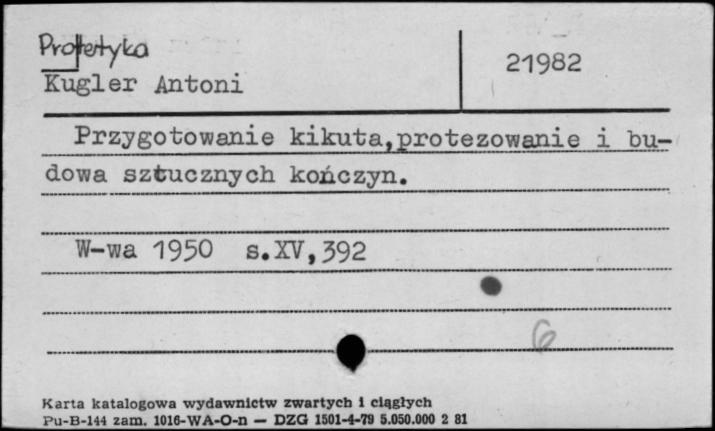 Protetyka
21982
Kugler Antoni
Przygotowanie kikuta,protezowanie i bu-
dowa sztucznych kończyn.
W-wa 1950 s.XV,392
6
Karta katalogowa wydawnictw zwartych i ciągłych
Pu-B-144 zam. 1016-WA-O-n — DZG 1501-4-79 5.050.000 2 81